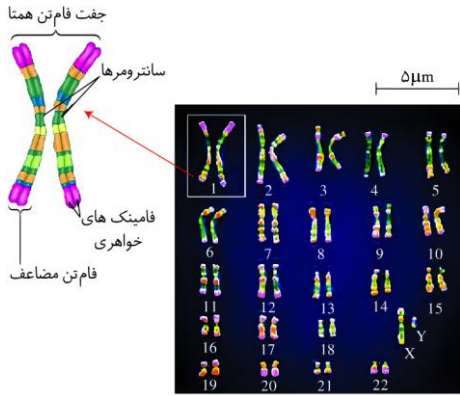 جفت فام‌تن همتا
سانترومرها
۵μm
فامینک های
خواهری
فام‌تن مضاعف
1 2 3 4 5
6 7 8 9 10
11 12 13 14 15
16 17 18 X Y
19 20 21 22